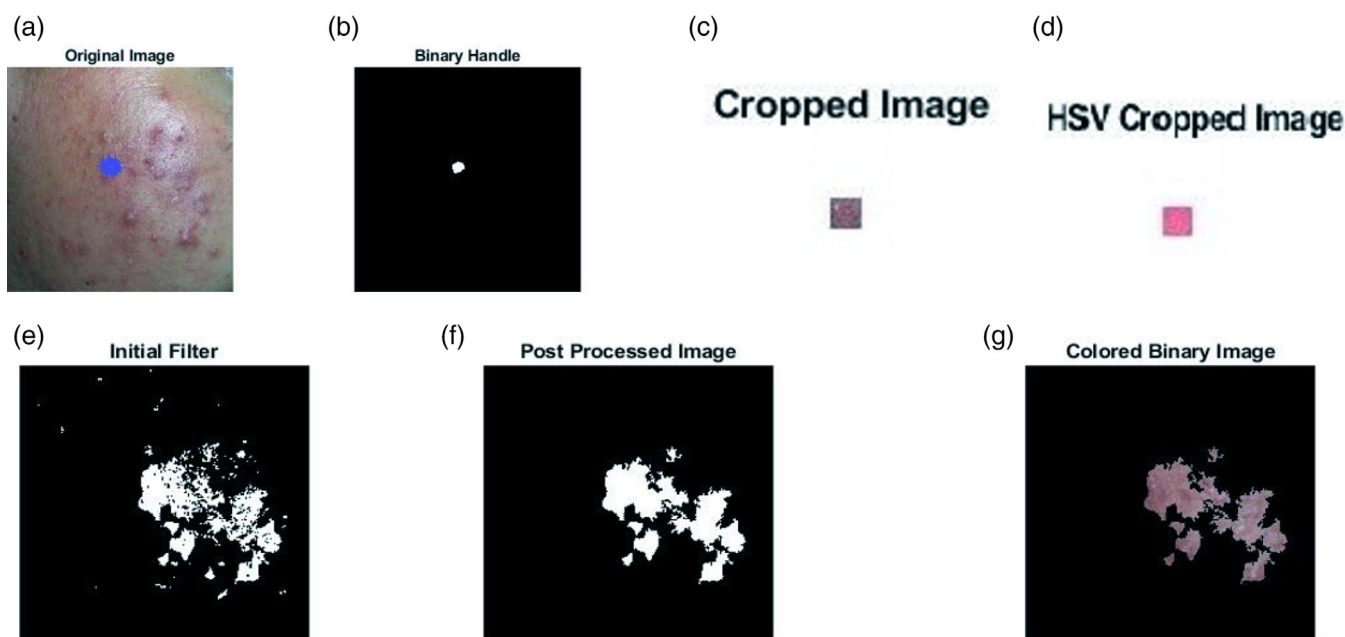 (a)
Original Image
(b)
Binary Handle
(c)
Cropped Image
(d)
HSV Cropped Image
(e)
Initial Filter
(f)
Post Processed Image
(g)
Colored Binary Image